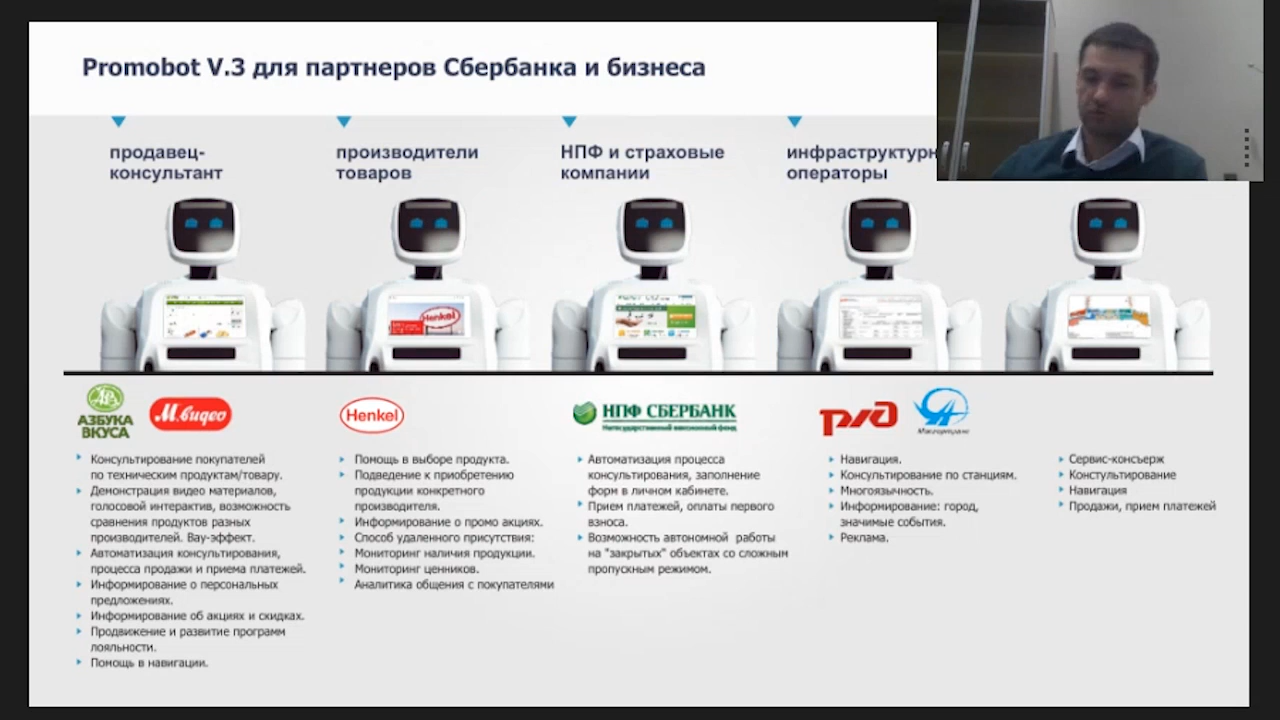 Promobot V.3 для партнеров Сбербанка и бизнеса
продавец-
консультант
производители
товаров
НПФ и страховые
компании
инфраструктурн
операторы
Henkel
АЗБУКА
ВКУСА
М.видео
Henkel
НПФ СБЕРБАНК
Негосударственный пенсионный фонд
РЖД
Мосгортранс
Консультирование покупателей
по техническим продуктам/товару.
Демонстрация видео материалов,
голосовой интерактив, возможность
сравнения продуктов разных
производителей. Вау-эффект.
Автоматизация консультирования,
процесса продажи и приема платежей.
Информирование о персональных
предложениях.
Информирование об акциях и скидках.
Продвижение и развитие программ
лояльности.
Помощь в навигации.
Помощь в выборе продукта.
Подведение к приобретению
продукции конкретного
производителя.
Информирование о промо акциях.
Способ удаленного присутствия:
Мониторинг наличия продукции.
Мониторинг ценников.
Аналитика общения с покупателями
Автоматизация процесса
консультирования, заполнение
форм в личном кабинете.
Прием платежей, оплаты первого
взноса.
Возможность автономной работы
на "закрытых" объектах со сложным
пропускным режимом.
Навигация.
Консультирование по станциям.
Многоязычность.
Информирование: город,
значимые события.
Реклама.
Сервис-консъерж
Констультирование
Навигация
Продажи, прием платежей